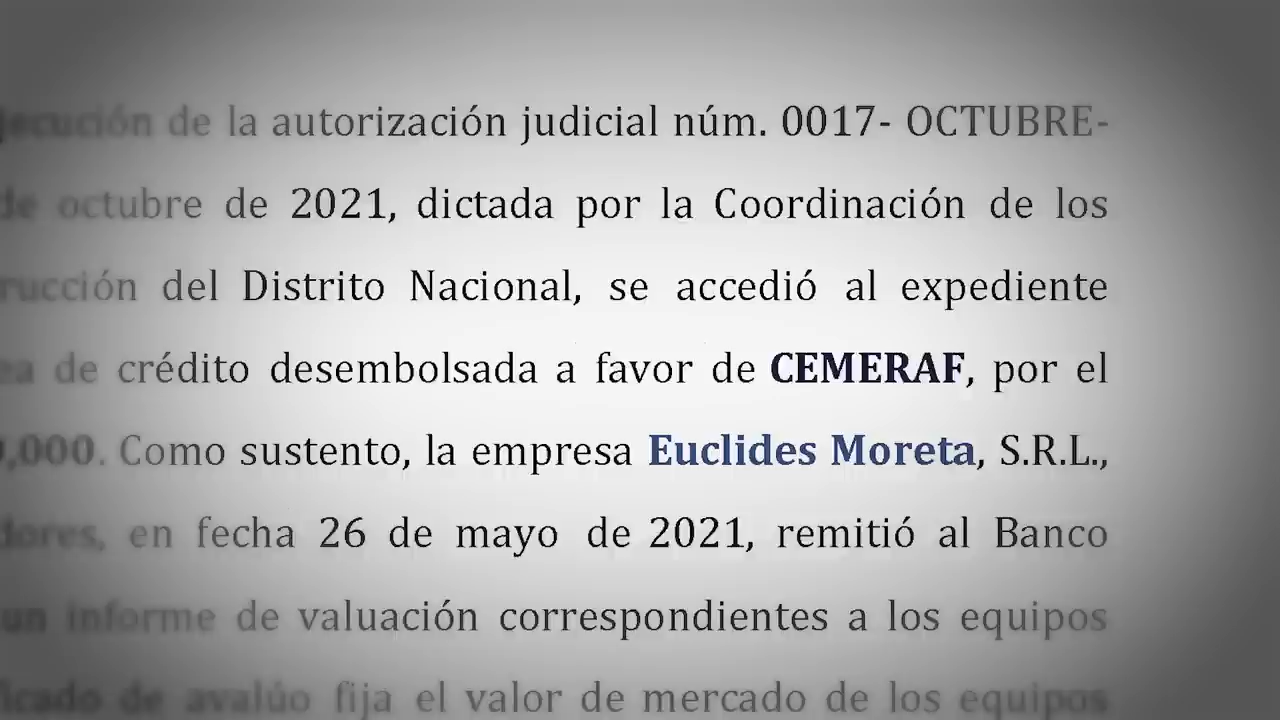 de la autorización judicial núm. 0017- OCTUBRE-
de octubre de 2021, dictada por la Coordinación de los
del Distrito Nacional, se accedió al expediente
de crédito desembolsada a favor de CEMERAF, por el
,000. Como sustento, la empresa Euclides Moreta, S.R.L.,
en fecha 26 de mayo de 2021, remitió al Banco
un informe de valuación correspondientes a los equipos
de avalúo fija el valor de mercado de los equipos